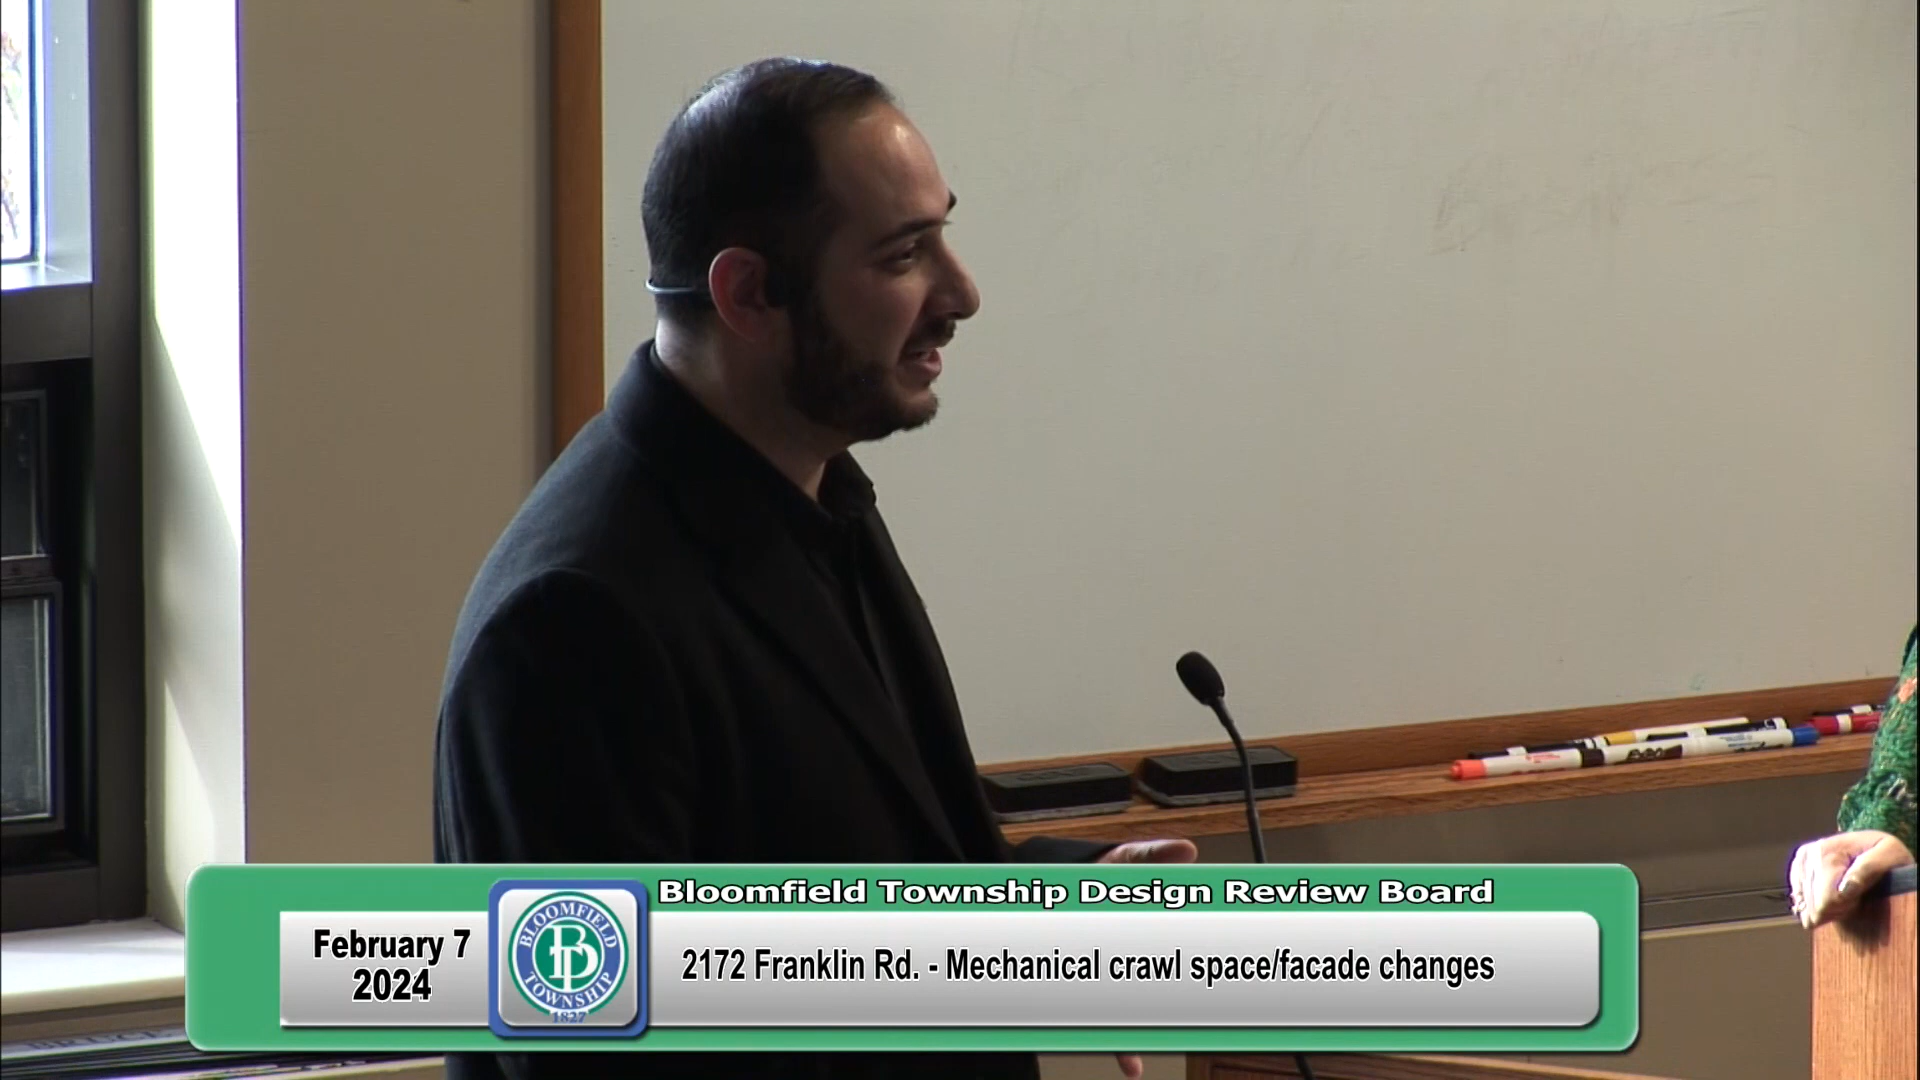 Bloomfield Township Design Review Board
February 7
2024
BLOOMFIELD
BT
TOWNSHIP
1827
2172 Franklin Rd. - Mechanical crawl space/facade changes